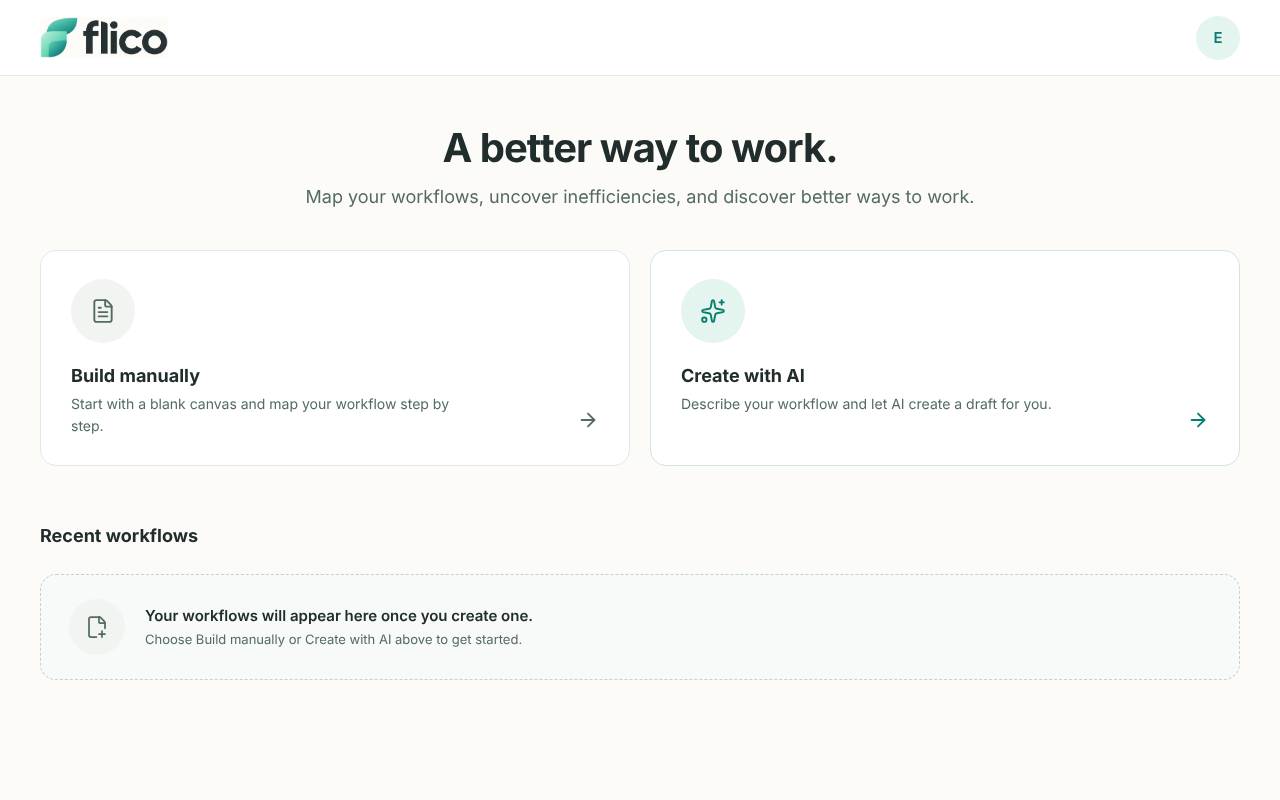 flico
E
A better way to work.
Map your workflows, uncover inefficiencies, and discover better ways to work.
Build manually
Start with a blank canvas and map your workflow step by
step.
Create with AI
Describe your workflow and let AI create a draft for you.
Recent workflows
Your workflows will appear here once you create one.
Choose Build manually or Create with AI above to get started.